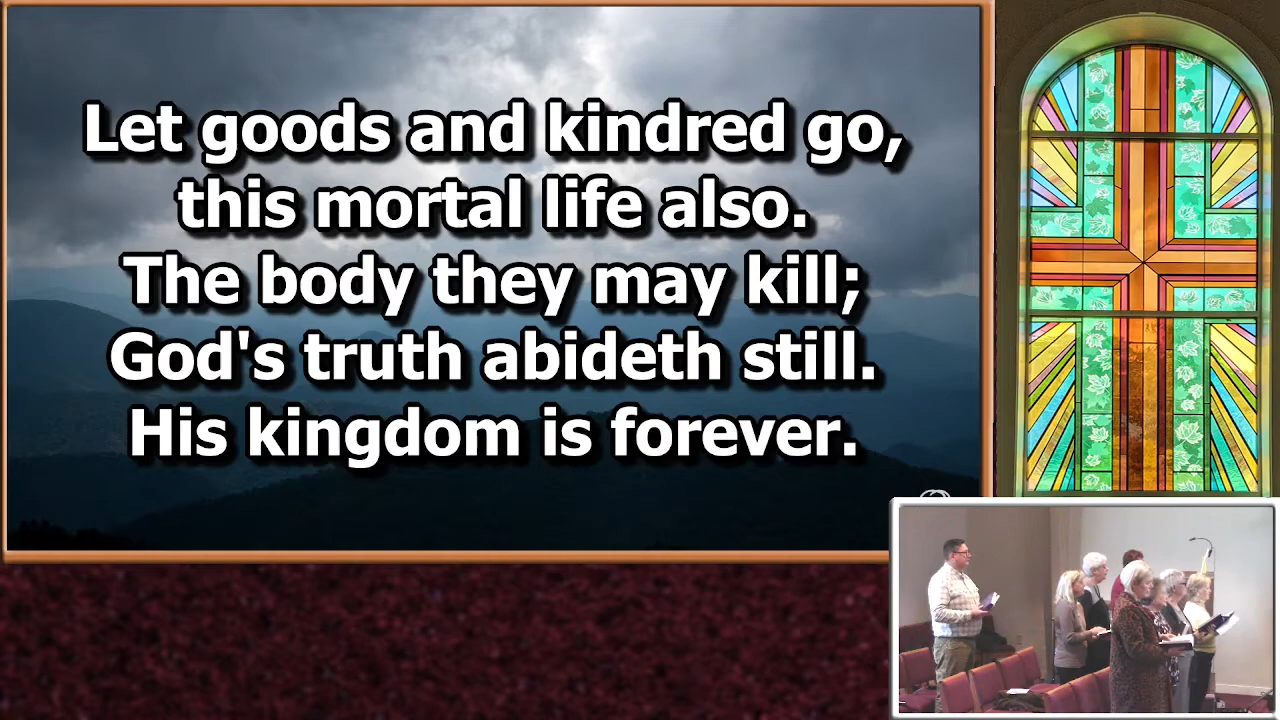 Let goods and kindred go,
this mortal life also.
The body they may kill;
God's truth abideth still.
His kingdom is forever.